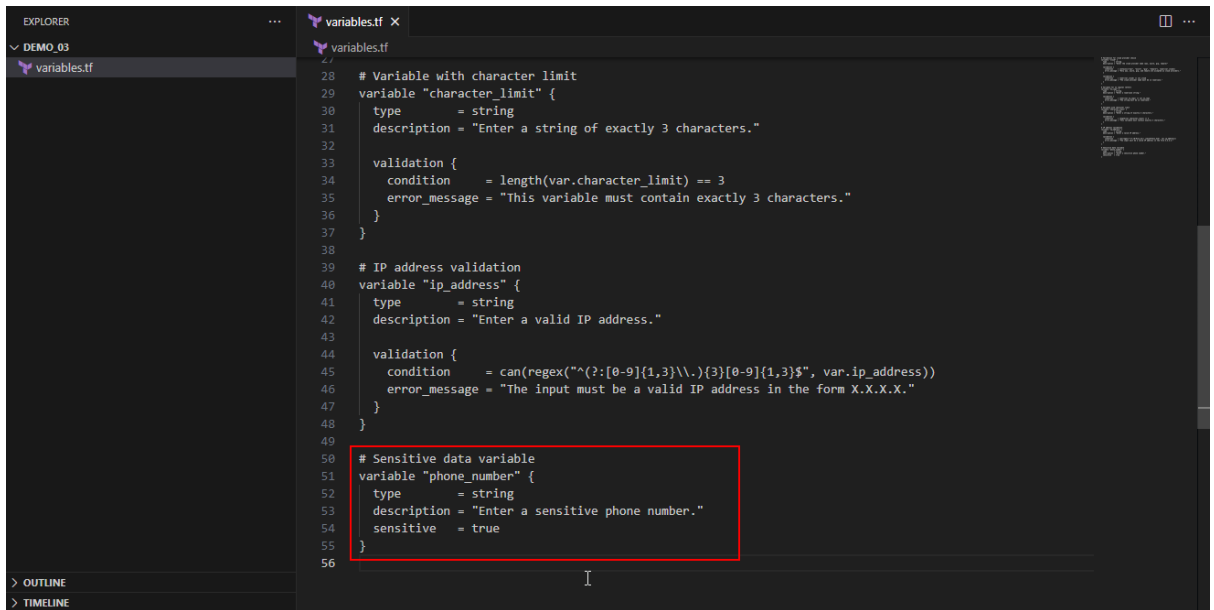 EXPLORER
variables.tf
DEMO_03
variables.tf
variables.tf
27
28 # Variable with character limit
29 variable "character_limit" {
30 type = string
31 description = "Enter a string of exactly 3 characters."
32
33 validation {
34 condition = length(var.character_limit) == 3
35 error_message = "This variable must contain exactly 3 characters."
36 }
37 }
38
39 # IP address validation
40 variable "ip_address" {
41 type = string
42 description = "Enter a valid IP address."
43
44 validation {
45 condition = can(regex("^(?:[0-9]{1,3}\\.){3}[0-9]{1,3}$", var.ip_address))
46 error_message = "The input must be a valid IP address in the form X.X.X.X."
47 }
48 }
49
50 # Sensitive data variable
51 variable "phone_number" {
52 type = string
53 description = "Enter a sensitive phone number."
54 sensitive = true
55 }
56
OUTLINE
TIMELINE